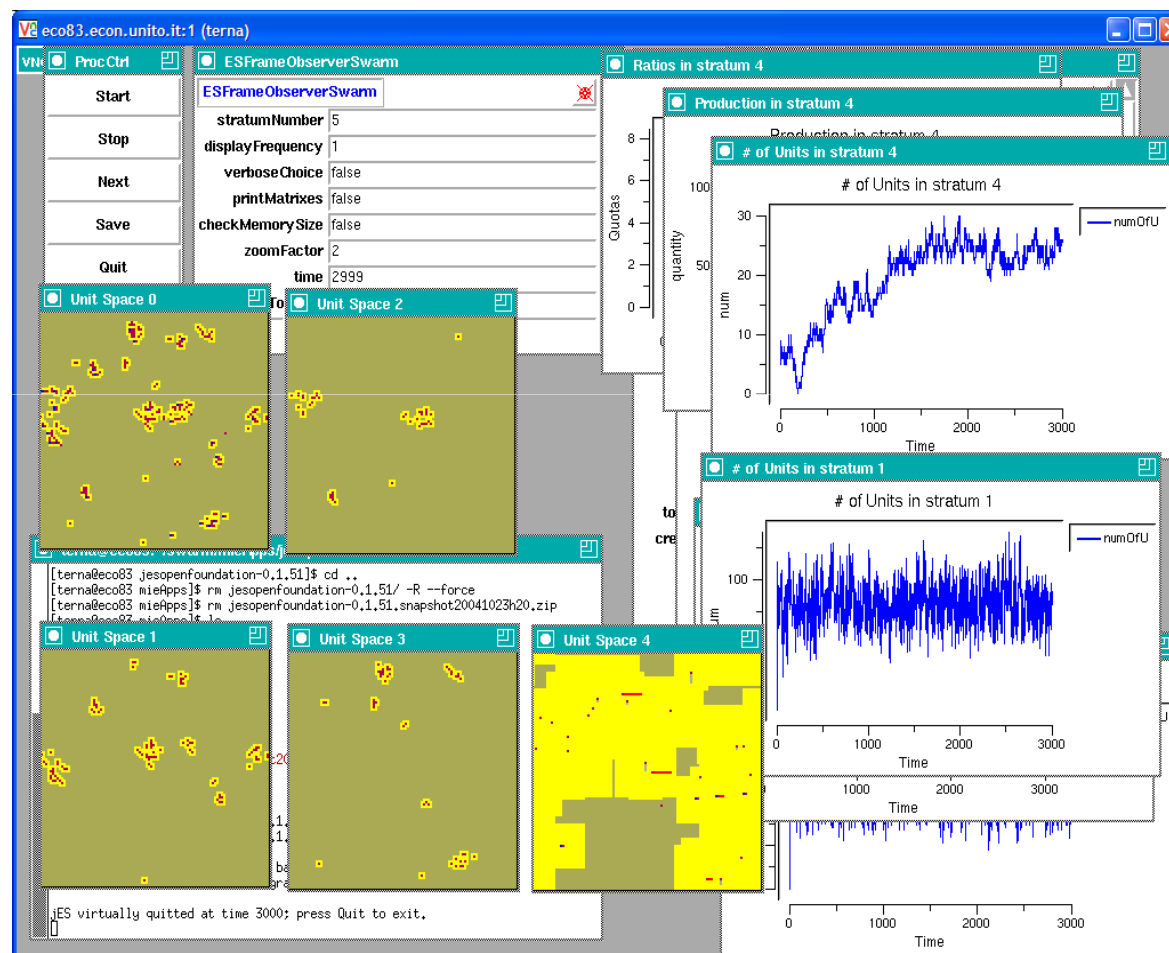 eco83.econ.unito.it:1 (terna)
ProcCtrl
Start
Stop
Next
Save
Quit
ESFrameObserverSwarm
ESFrameObserverSwarm
stratumNumber 5
displayFrequency 1
verboseChoice false
printMatrixes false
checkMemorySize false
zoomFactor 2
time 2999
Ratios in stratum 4
Quotas
8
6
4
2
0
Production in stratum 4
Production in stratum 4
quantity
100
50
# of Units in stratum 4
# of Units in stratum 4
numOfU
num
30
20
10
0
0 1000 2000 3000
Time
Unit Space 0
Unit Space 2
# of Units in stratum 1
# of Units in stratum 1
numOfU
100
0 1000 2000 3000
Time
[terna@eco83 jesopenfoundation-0.1.51]$ cd ..
[terna@eco83 mieApps]$ rm jesopenfoundation-0.1.51/ -R --force
[terna@eco83 mieApps]$ rm jesopenfoundation-0.1.51.snapshot20041023h20.zip
Unit Space 1
Unit Space 3
Unit Space 4
jES virtually quitted at time 3000; press Quit to exit.
1000 2000 3000
Time
0 1000 2000 3000
Time